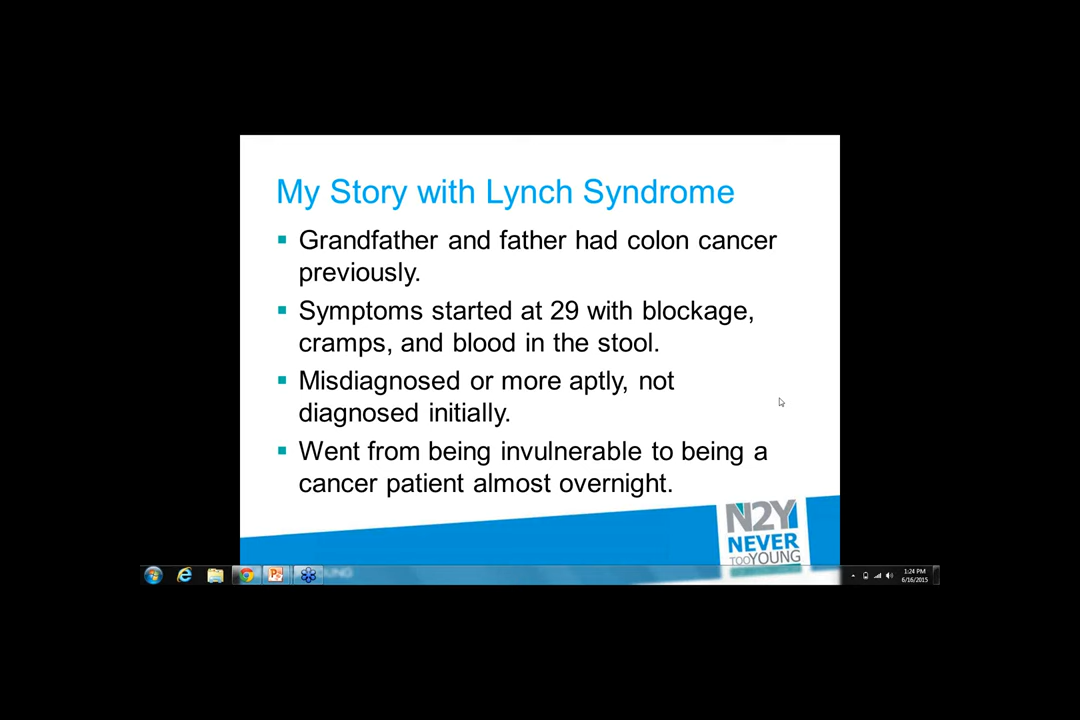 My Story with Lynch Syndrome
Grandfather and father had colon cancer
previously.
Symptoms started at 29 with blockage,
cramps, and blood in the stool.
Misdiagnosed or more aptly, not
diagnosed initially.
Went from being invulnerable to being a
cancer patient almost overnight.
N2Y
NEVER
TOOYOUNG
1:24 PM
6/16/2015